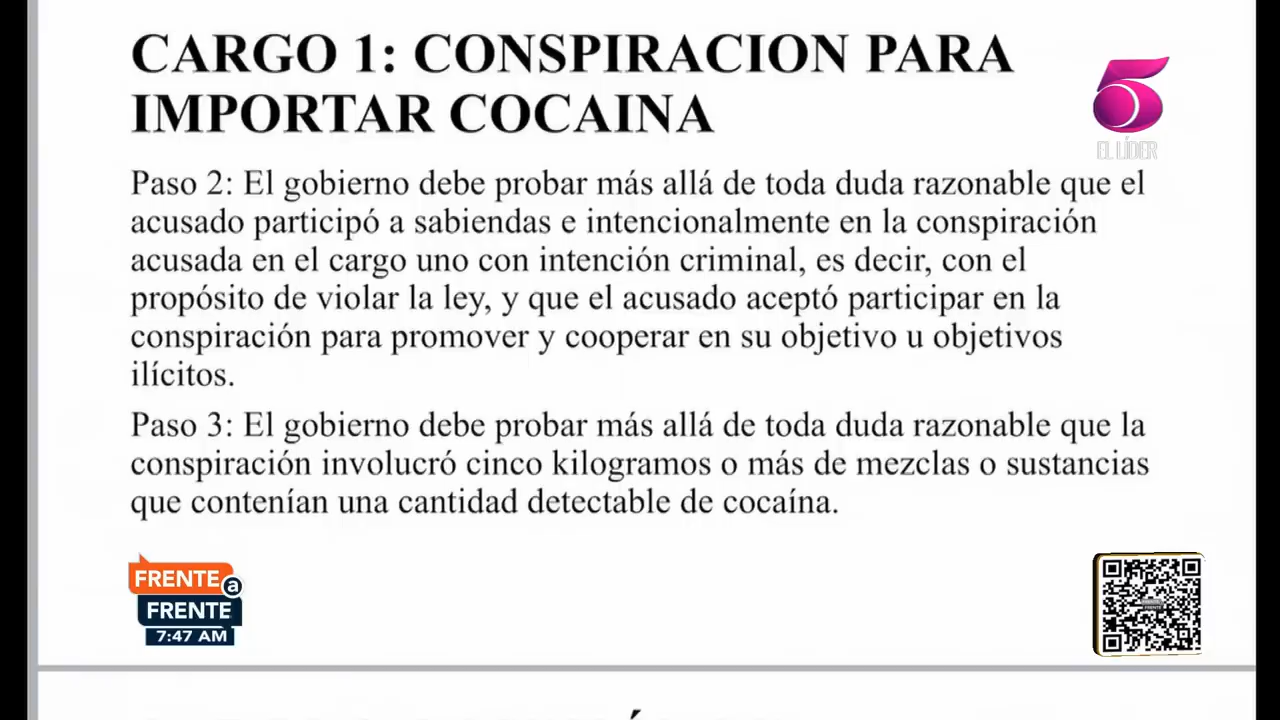 CARGO 1: CONSPIRACION PARA
IMPORTAR COCAINA
5
EL LÍDER
Paso 2: El gobierno debe probar más allá de toda duda razonable que el
acusado participó a sabiendas e intencionalmente en la conspiración
acusada en el cargo uno con intención criminal, es decir, con el
propósito de violar la ley, y que el acusado aceptó participar en la
conspiración para promover y cooperar en su objetivo u objetivos
ilícitos.
Paso 3: El gobierno debe probar más allá de toda duda razonable que la
conspiración involucró cinco kilogramos o más de mezclas o sustancias
que contenían una cantidad detectable de cocaína.
FRENTE a
FRENTE
7:47 AM